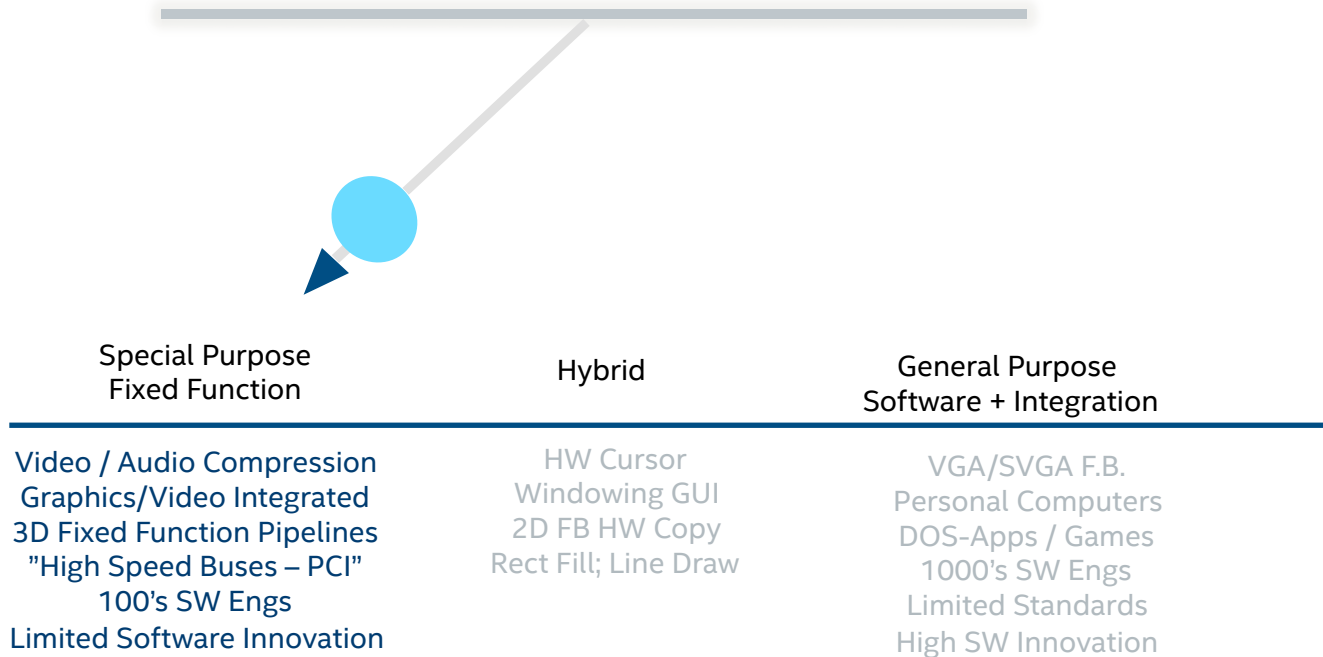 Special Purpose
Fixed Function
Hybrid
General Purpose
Software + Integration
Video / Audio Compression
Graphics/Video Integrated
3D Fixed Function Pipelines
”High Speed Buses – PCI”
100’s SW Engs
Limited Software Innovation
HW Cursor
Windowing GUI
2D FB HW Copy
Rect Fill; Line Draw
VGA/SVGA F.B.
Personal Computers
DOS-Apps / Games
1000’s SW Engs
Limited Standards
High SW Innovation